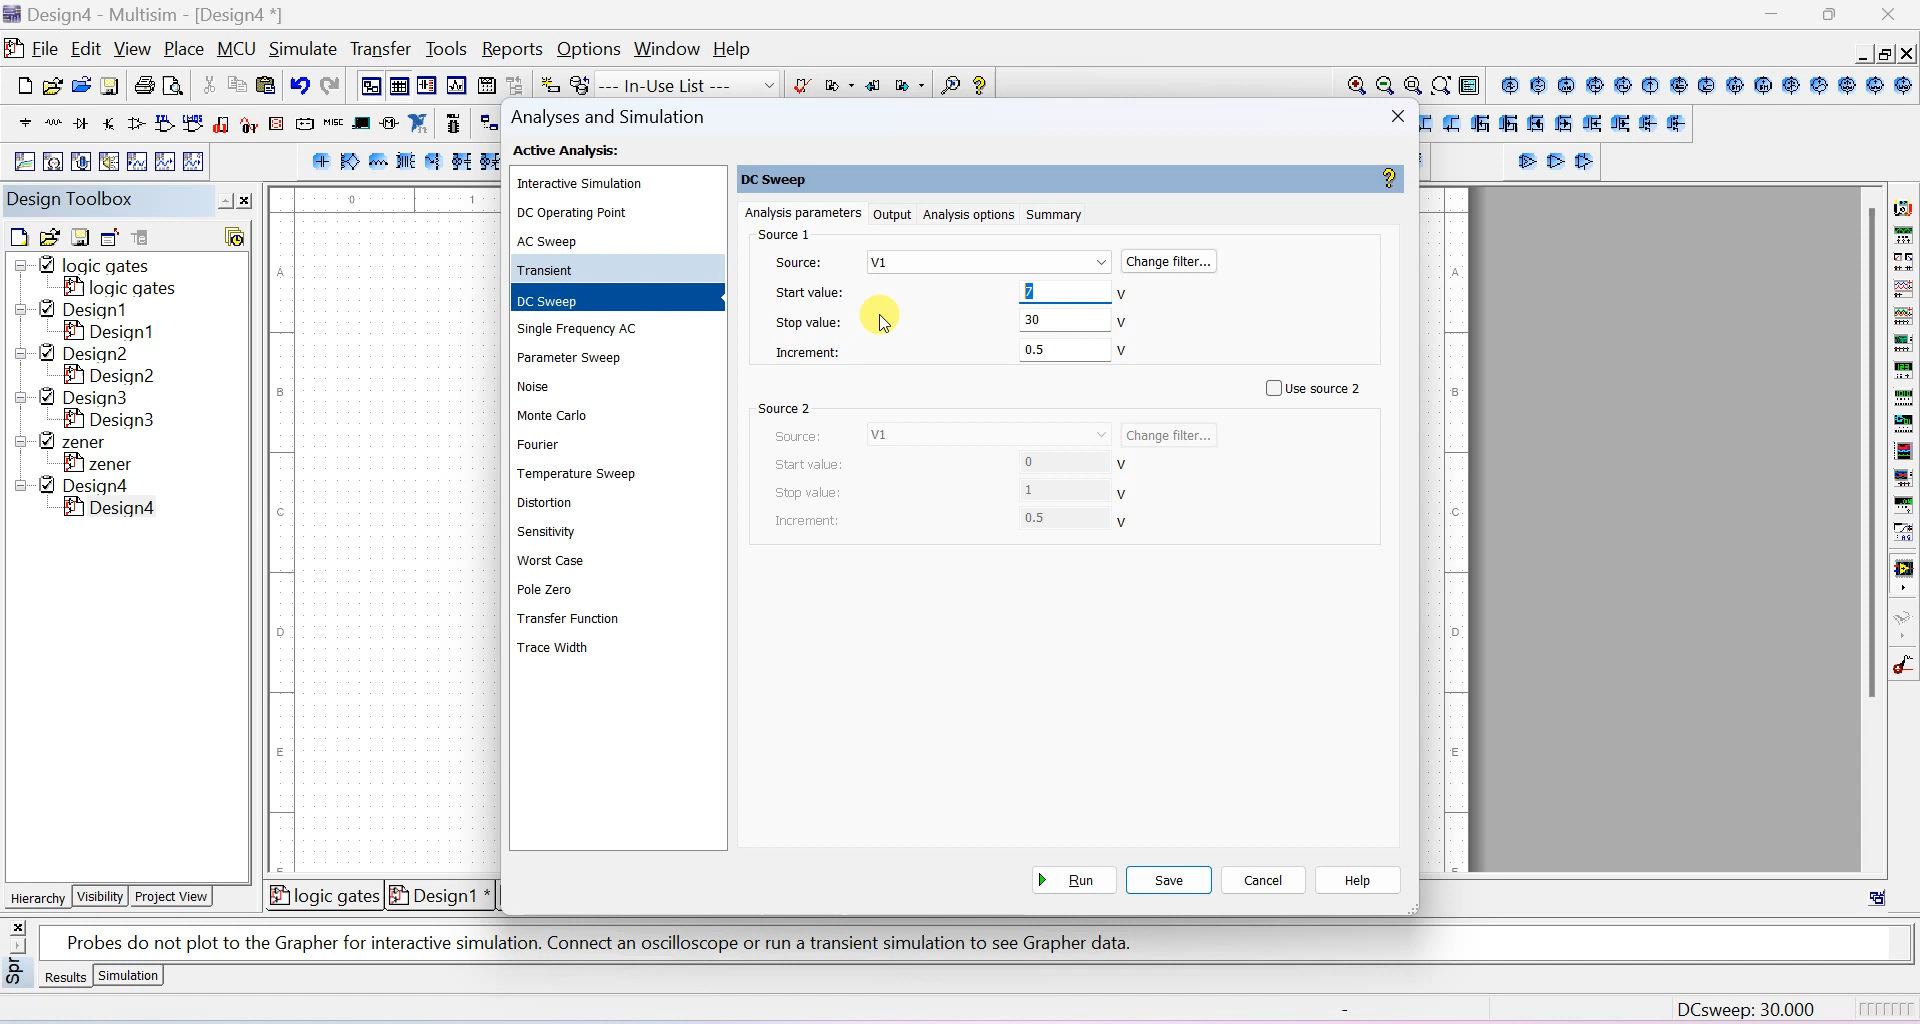 Design4 - Multisim - [Design4 *]
File Edit View Place MCU Simulate Transfer Tools Reports Options Window Help
--- In-Use List ---
MISC
Design Toolbox
logic gates
logic gates
Design1
Design1
Design2
Design2
Design3
Design3
zener
zener
Design4
Design4
Hierarchy Visibility Project View
0 1
A
B
C
D
E
F
Analyses and Simulation
Active Analysis:
Interactive Simulation
DC Operating Point
AC Sweep
Transient
DC Sweep
Single Frequency AC
Parameter Sweep
Noise
Monte Carlo
Fourier
Temperature Sweep
Distortion
Sensitivity
Worst Case
Pole Zero
Transfer Function
Trace Width
DC Sweep
Analysis parameters Output Analysis options Summary
Source 1
Source: V1 Change filter...
Start value: 7 V
Stop value: 30 V
Increment: 0.5 V
Use source 2
Source 2
Source: V1 Change filter...
Start value: 0 V
Stop value: 1 V
Increment: 0.5 V
Run Save Cancel Help
A
B
C
D
E
logic gates Design1 *
Spr
Probes do not plot to the Grapher for interactive simulation. Connect an oscilloscope or run a transient simulation to see Grapher data.
Results Simulation
- DCsweep: 30.000